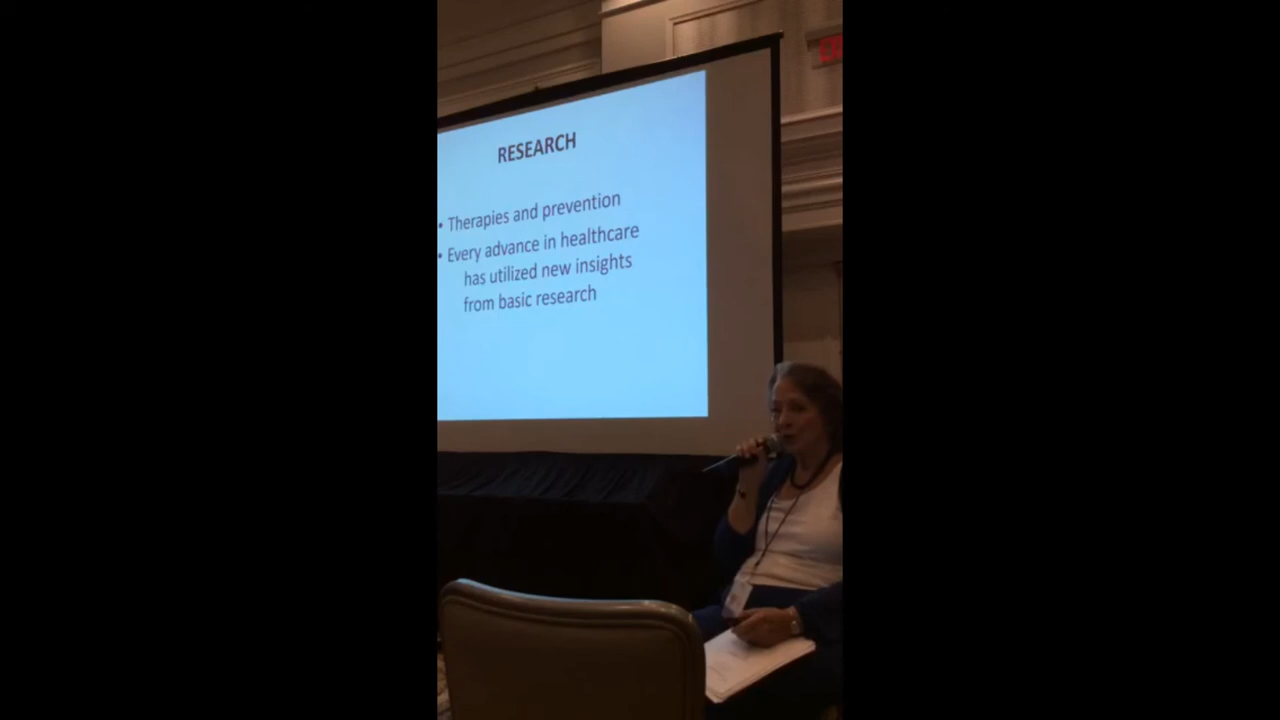 RESEARCH
• Therapies and prevention
• Every advance in healthcare
has utilized new insights
from basic research